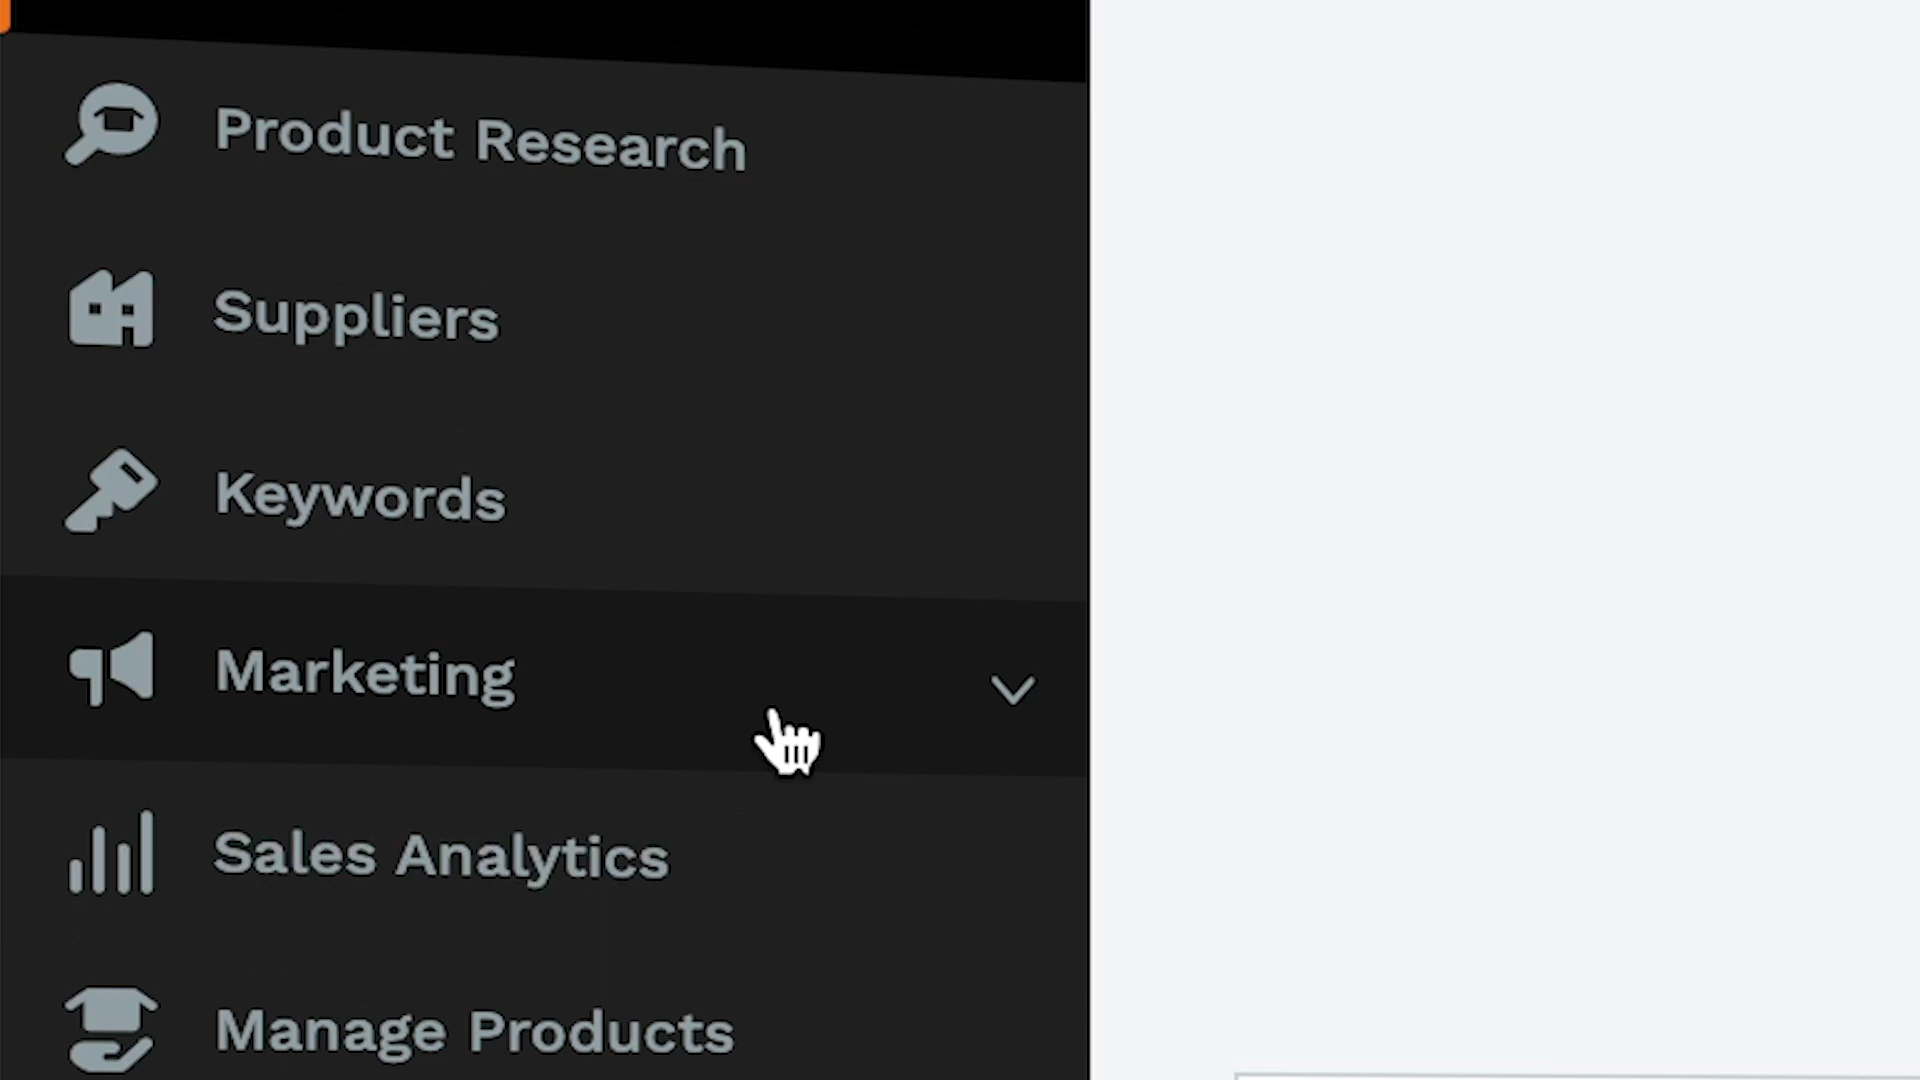 Product Research
Suppliers
Keywords
Marketing
Sales Analytics
Manage Products